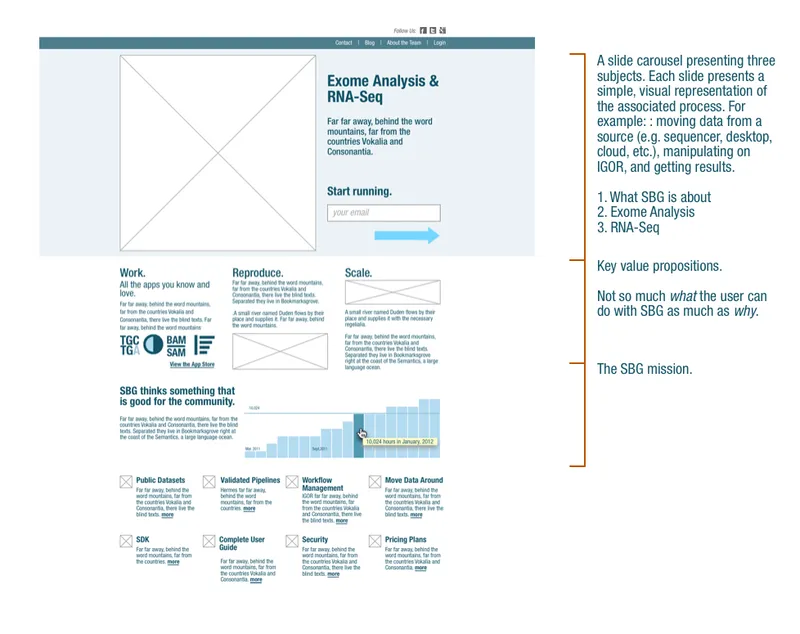 Follow Us:
Contact | Blog | About the Team | Login
Exome Analysis &
RNA-Seq
Far far away, behind the word
mountains, far from the
countries Vokalia and
Consonantia.
Start running.
your email
A slide carousel presenting three
subjects. Each slide presents a
simple, visual representation of
the associated process. For
example: : moving data from a
source (e.g. sequencer, desktop,
cloud, etc.), manipulating on
IGOR, and getting results.
1. What SBG is about
2. Exome Analysis
3. RNA-Seq
Work.
All the apps you know and
love.
Far far away, behind the word mountains,
far from the countries Vokalia and
Consonantia, there live the blind texts. Far
far away, behind the word mountains
TGC
TGA
BAM
SAM
View the App Store
Reproduce.
Far far away, behind the word mountains,
far from the countries Vokalia and
Consonantia, there live the blind texts.
Separated they live in Bookmarksgrove.
.A small river named Duden flows by their
place and supplies it. Far far away, behind
the word mountains.
Scale.
A small river named Duden flows by their
place and supplies it with the necessary
regelialia.
Far far away, behind the word mountains,
far from the countries Vokalia and
Consonantia, there live the blind texts.
Separated they live in Bookmarksgrove
right at the coast of the Semantics, a large
language ocean.
Key value propositions.
Not so much what the user can
do with SBG as much as why.
SBG thinks something that
is good for the community.
Far far away, behind the word mountains, far from the
countries Vokalia and Consonantia, there live the blind
texts. Separated they live in Bookmarksgrove right at
the coast of the Semantics, a large language ocean.
10,024
Mar. 2011
Sept. 2011
10,024 hours in January, 2012
The SBG mission.
Public Datasets
Far far away, behind the
word mountains, far from
the countries Vokalia and
Consonantia, there live the
blind texts. more
Validated Pipelines
Hermes far far away,
behind the word
mountains, far from the
countries. more
Workflow
Management
IGOR far far away, behind
the word mountains, far
from the countries Vokalia
and Consonantia, there live
the blind texts. more
Move Data Around
Far far away, behind the
word mountains, far from
the countries Vokalia and
Consonantia, there live the
blind texts. more
SDK
Far far away, behind the
word mountains, far from
the countries. more
Complete User
Guide
Far far away, behind the
word mountains, far from
the countries Vokalia and
Consonantia. more
Security
Far far away, behind the
word mountains, far from
the countries Vokalia and
Consonantia, there live the
blind texts. more
Pricing Plans
Far far away, behind the
word mountains, far from
the countries Vokalia and
Consonantia. more